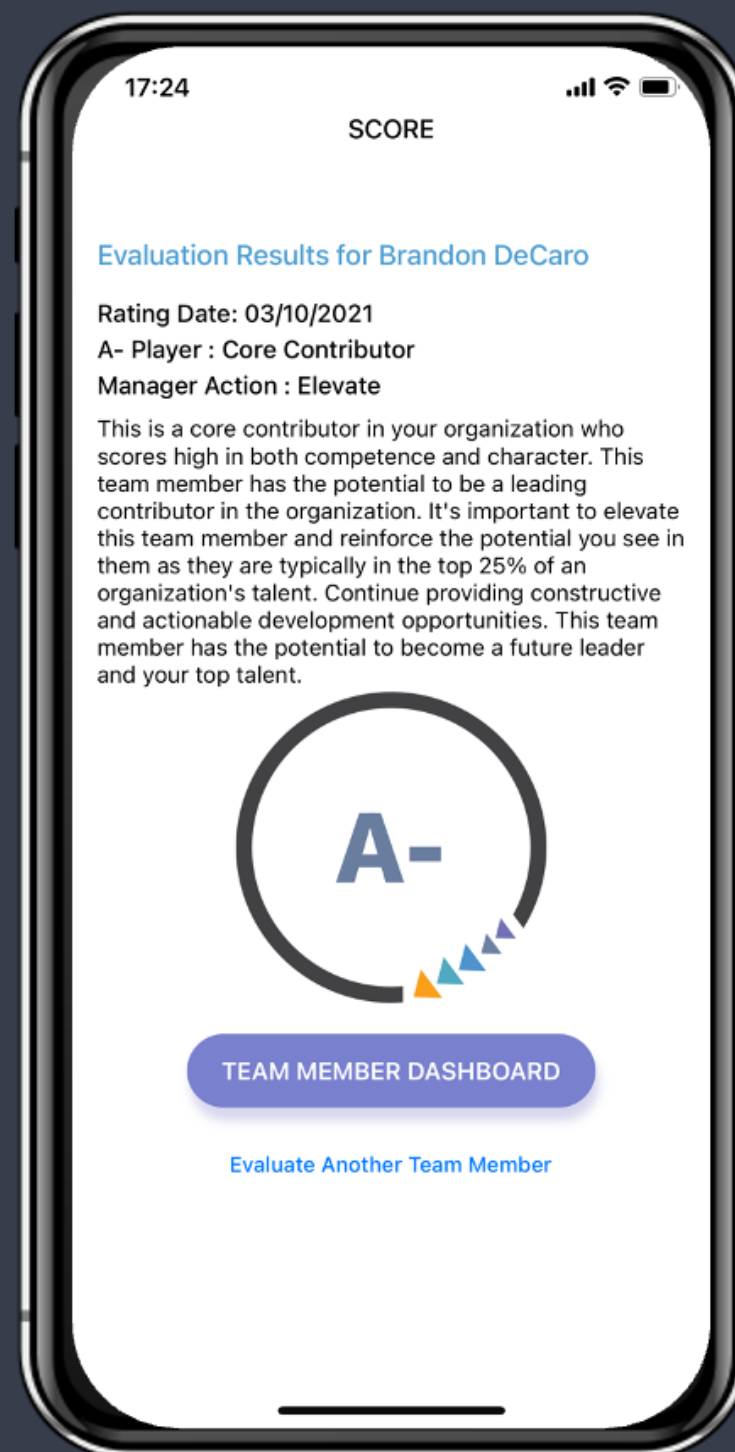 17:24
SCORE
Evaluation Results for Brandon DeCaro
Rating Date: 03/10/2021
A- Player : Core Contributor
Manager Action : Elevate
This is a core contributor in your organization who
scores high in both competence and character. This
team member has the potential to be a leading
contributor in the organization. It's important to elevate
this team member and reinforce the potential you see in
them as they are typically in the top 25% of an
organization's talent. Continue providing constructive
and actionable development opportunities. This team
member has the potential to become a future leader
and your top talent.
A-
TEAM MEMBER DASHBOARD
Evaluate Another Team Member